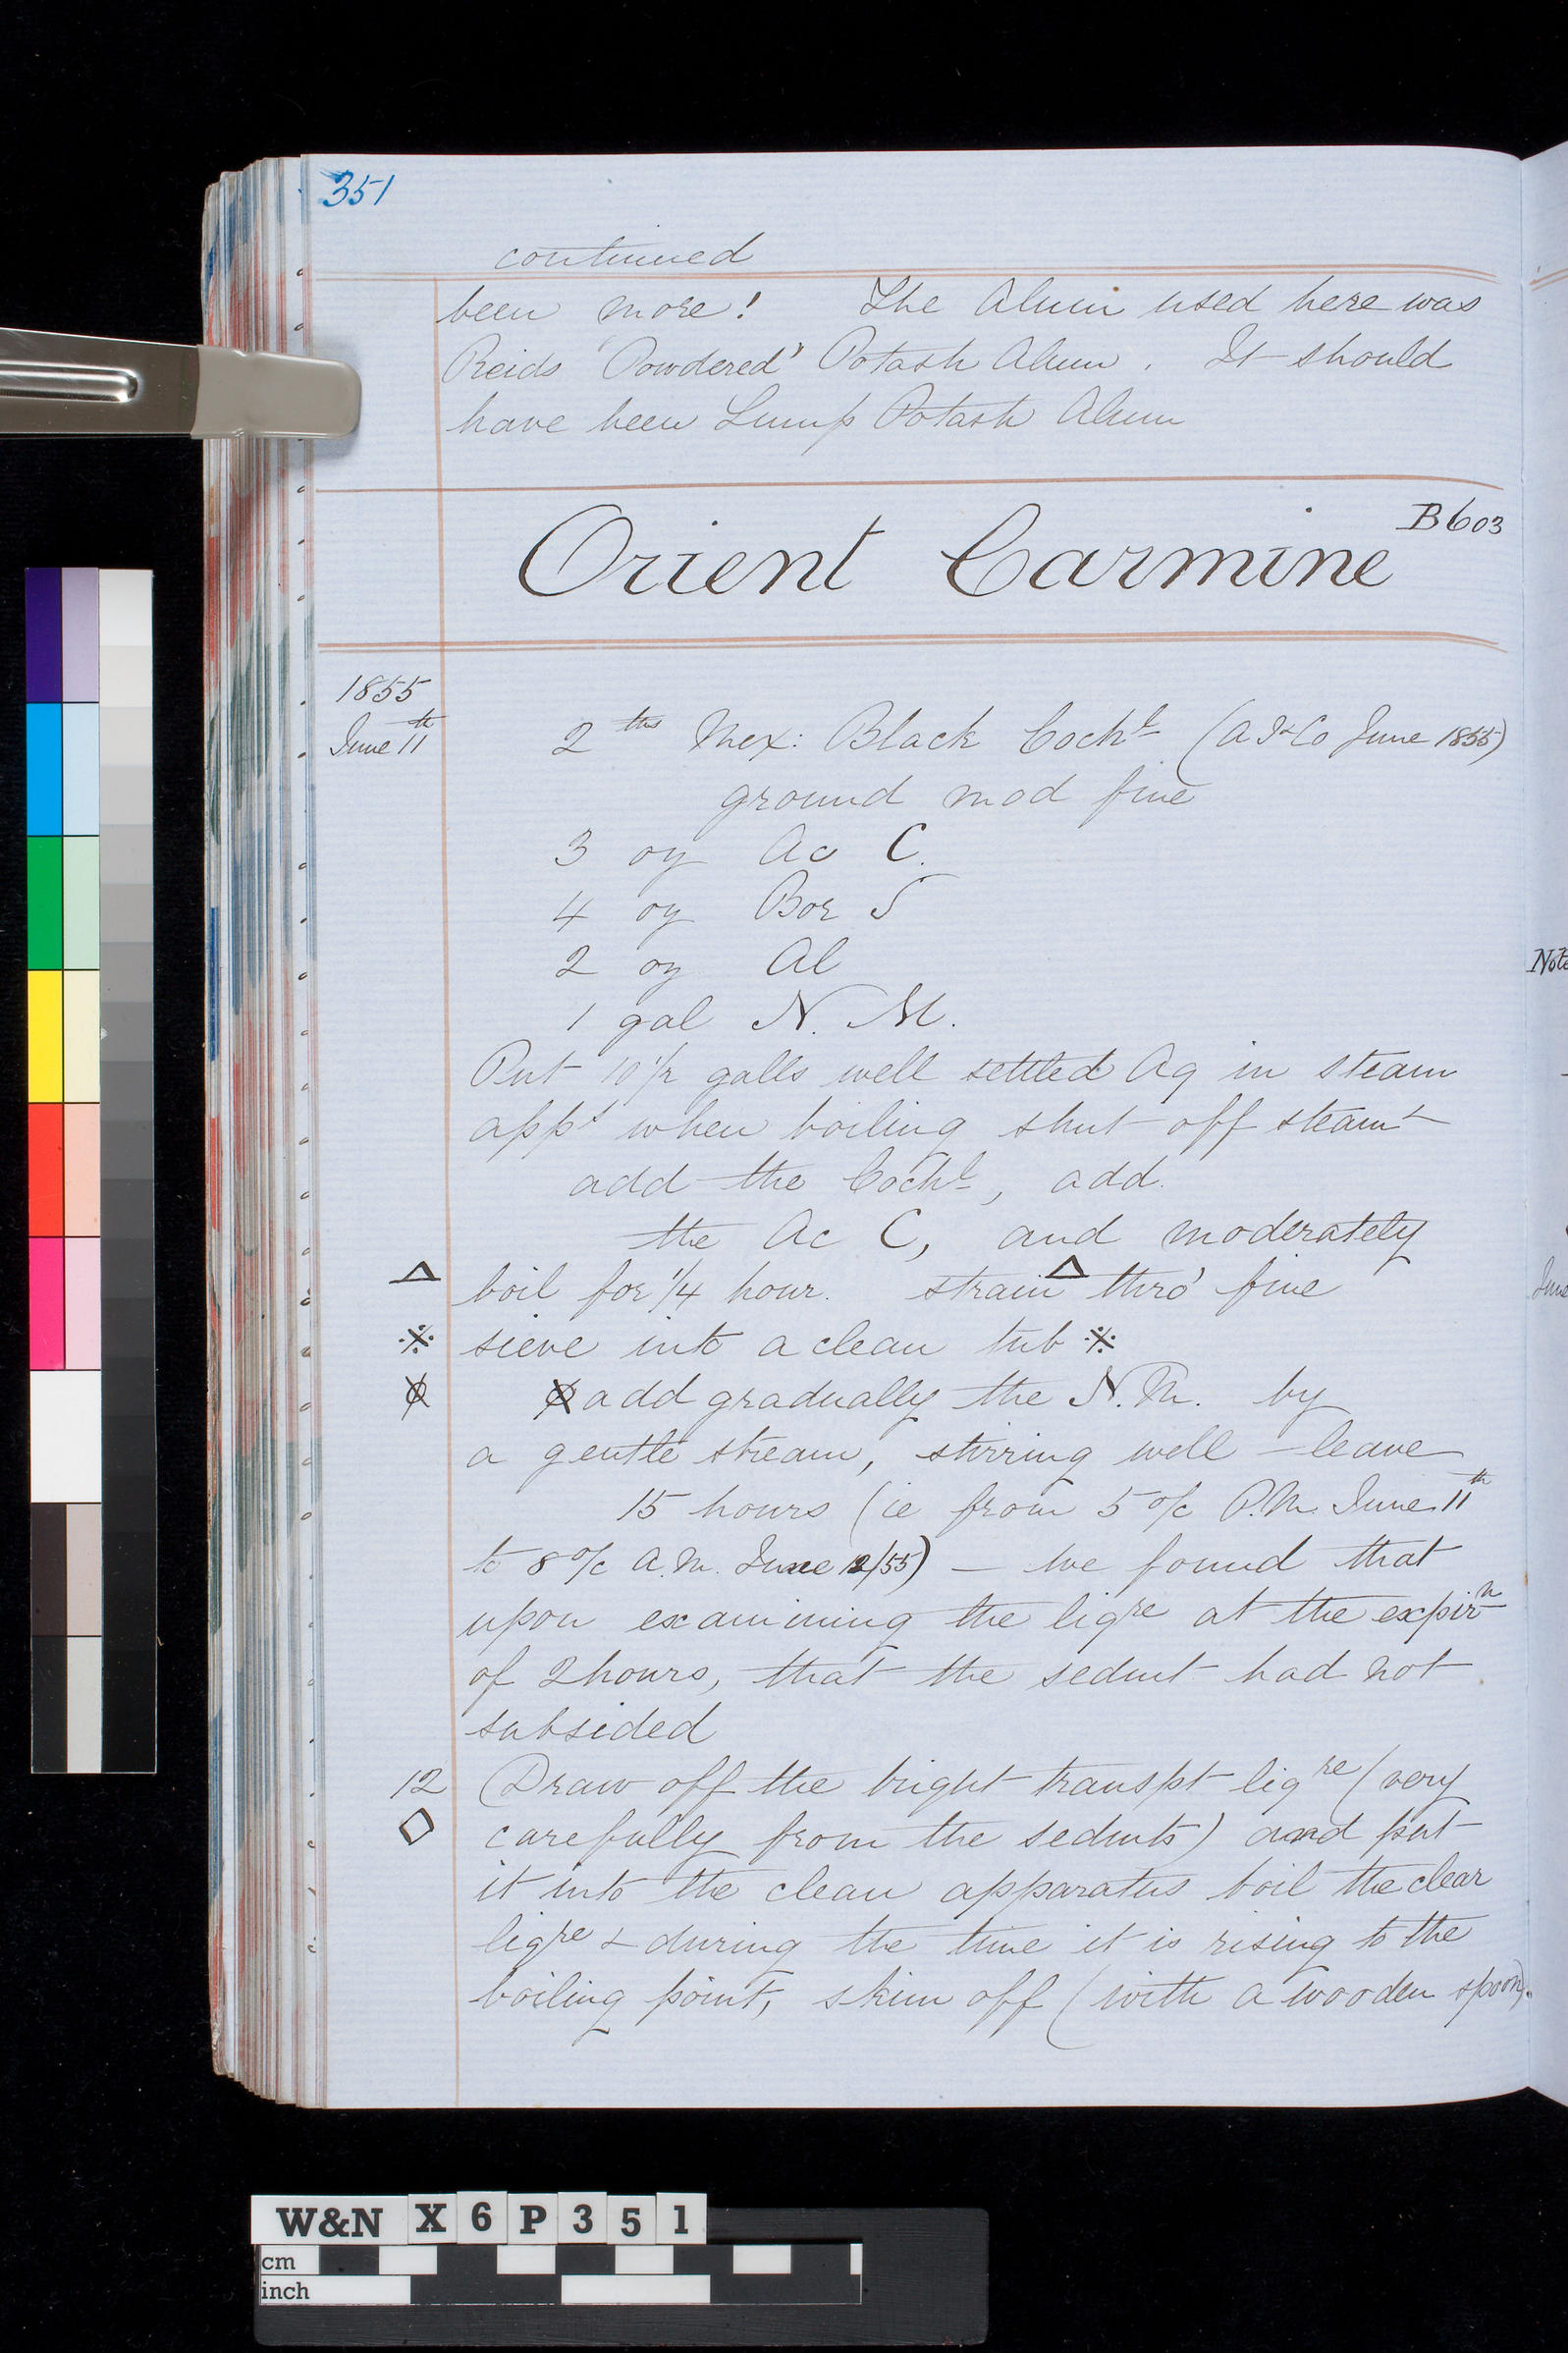 351
continued
been more! The Alum used here was
Reids 'Powdered' Potash Alum. It should
have been Lump Potash Alum
B603
Orient Carmine
1855
June 11th
2 ths Mex: Black Cochl (A F & Co June 1855)
ground mod fine
3 oz Ac C.
4 oz Bor S
2 oz Al
1 gal N. M.
Put 10 1/2 galls well settled Aq in steam
appt when boiling shut off steam &
add the Cochl, add
the Ac C, and moderately
△ boil for 1/4 hour. strain △ thro' fine
※ sieve into a clean tub ※
add gradually the N. M. by
a gentle stream, stirring well – leave
15 hours (ie from 5 o/c P.M. June 11th
to 8 o/c A.M. June 12/55) — we found that
upon examining the liqre at the expirn
of 2 hours, that the sedmt had not
subsided
12 Draw off the bright transpt liqre (very
◇ carefully from the sedmts) and put
it into the clean apparatus boil the clear
liqre & during the time it is rising to the
boiling point, skim off (with a wooden spoon).
Note
June
W&N X 6 P 3 5 1
cm
inch